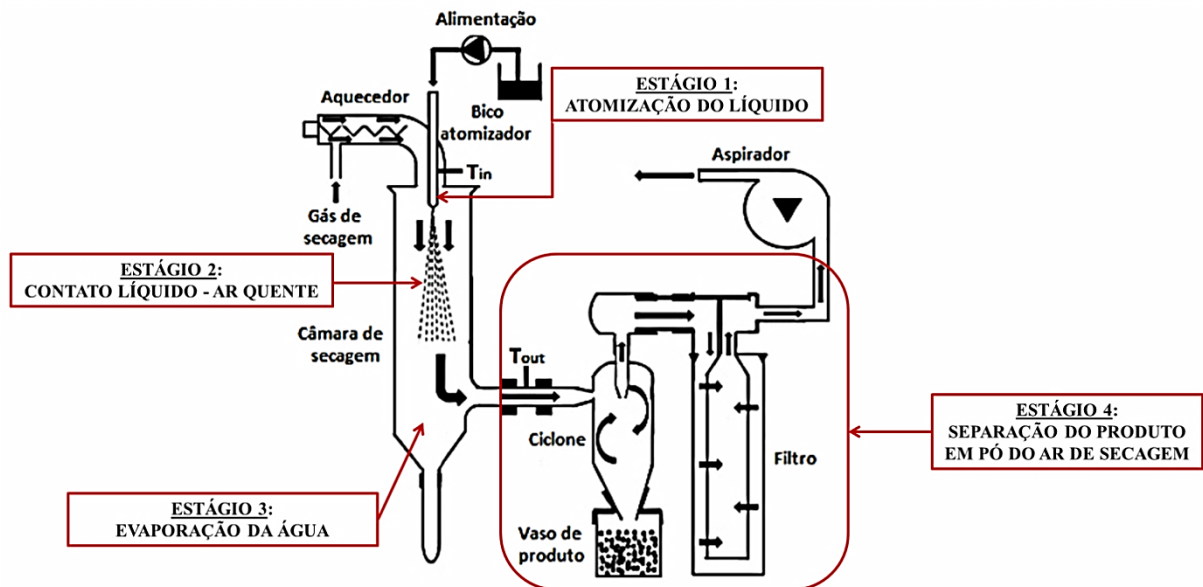 Alimentação
ESTÁGIO 1:
ATOMIZAÇÃO DO LÍQUIDO
Aquecedor
Bico
atomizador
Aspirador
Tin
Gás de
secagem
ESTÁGIO 2:
CONTATO LÍQUIDO - AR QUENTE
Câmara de
secagem
Tout
ESTÁGIO 4:
SEPARAÇÃO DO PRODUTO
EM PÓ DO AR DE SECAGEM
Ciclone
Filtro
ESTÁGIO 3:
EVAPORAÇÃO DA ÁGUA
Vaso de
produto